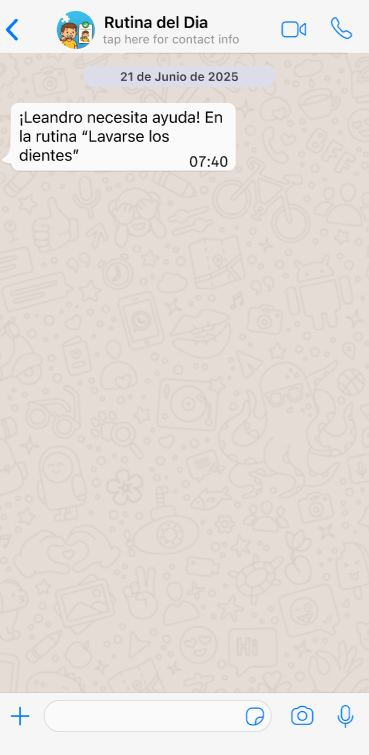 Rutina del Dia
tap here for contact info
21 de Junio de 2025
¡Leandro necesita ayuda! En
la rutina “Lavarse los
dientes”
07:40
Hi